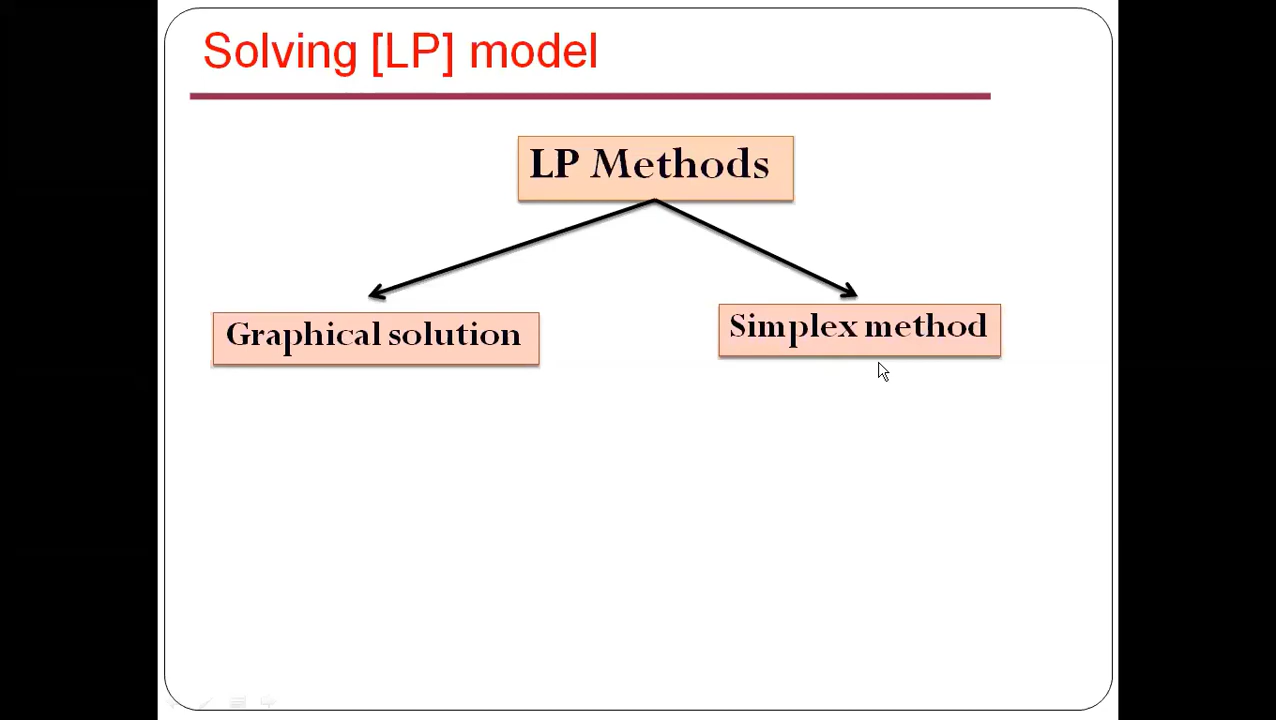 Solving [LP] model
LP Methods
Graphical solution
Simplex method